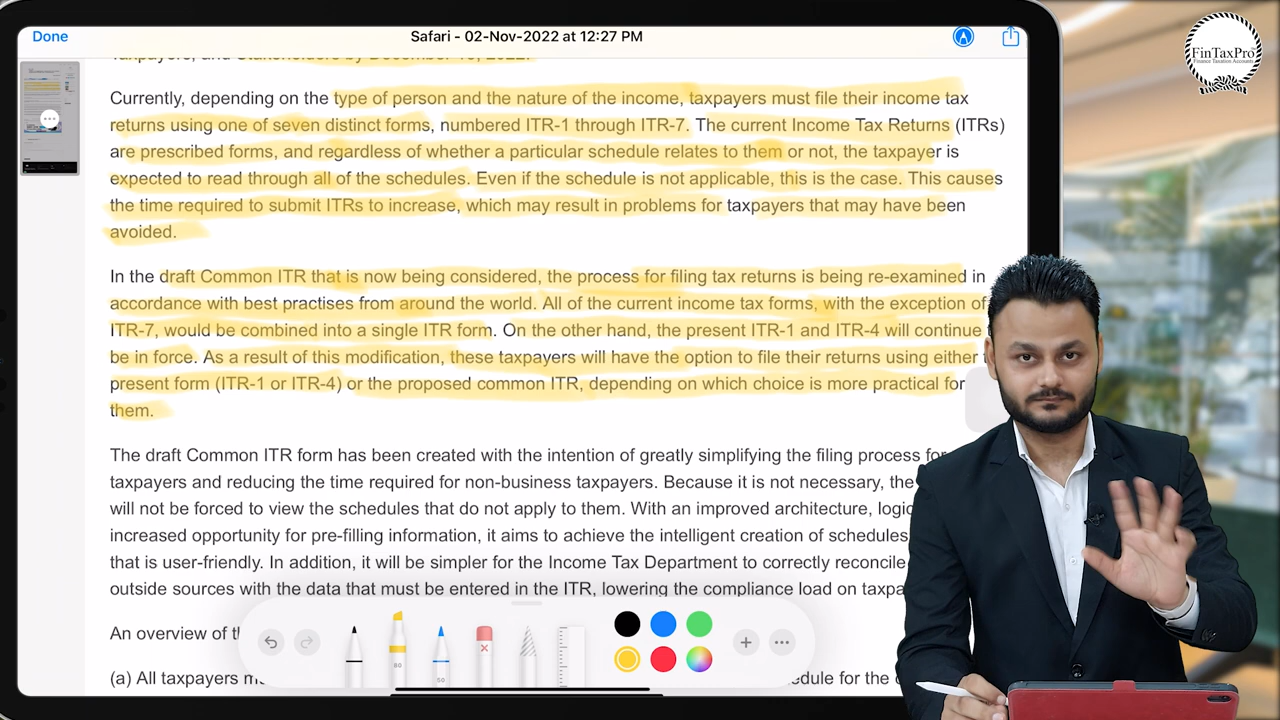 Done
Safari - 02-Nov-2022 at 12:27 PM
FinTaxPro
Finance Taxation Accounts
Taxpayers, and Stakeholders by December 15, 2022.
Currently, depending on the type of person and the nature of the income, taxpayers must file their income tax
returns using one of seven distinct forms, numbered ITR-1 through ITR-7. The current Income Tax Returns (ITRs)
are prescribed forms, and regardless of whether a particular schedule relates to them or not, the taxpayer is
expected to read through all of the schedules. Even if the schedule is not applicable, this is the case. This causes
the time required to submit ITRs to increase, which may result in problems for taxpayers that may have been
avoided.
In the draft Common ITR that is now being considered, the process for filing tax returns is being re-examined in
accordance with best practises from around the world. All of the current income tax forms, with the exception of
ITR-7, would be combined into a single ITR form. On the other hand, the present ITR-1 and ITR-4 will continue
be in force. As a result of this modification, these taxpayers will have the option to file their returns using either
present form (ITR-1 or ITR-4) or the proposed common ITR, depending on which choice is more practical for
them.
The draft Common ITR form has been created with the intention of greatly simplifying the filing process for
taxpayers and reducing the time required for non-business taxpayers. Because it is not necessary, the
will not be forced to view the schedules that do not apply to them. With an improved architecture, logic
increased opportunity for pre-filling information, it aims to achieve the intelligent creation of schedules
that is user-friendly. In addition, it will be simpler for the Income Tax Department to correctly reconcile
outside sources with the data that must be entered in the ITR, lowering the compliance load on taxpa
An overview of th
80
50
(a) All taxpayers m
edule for the